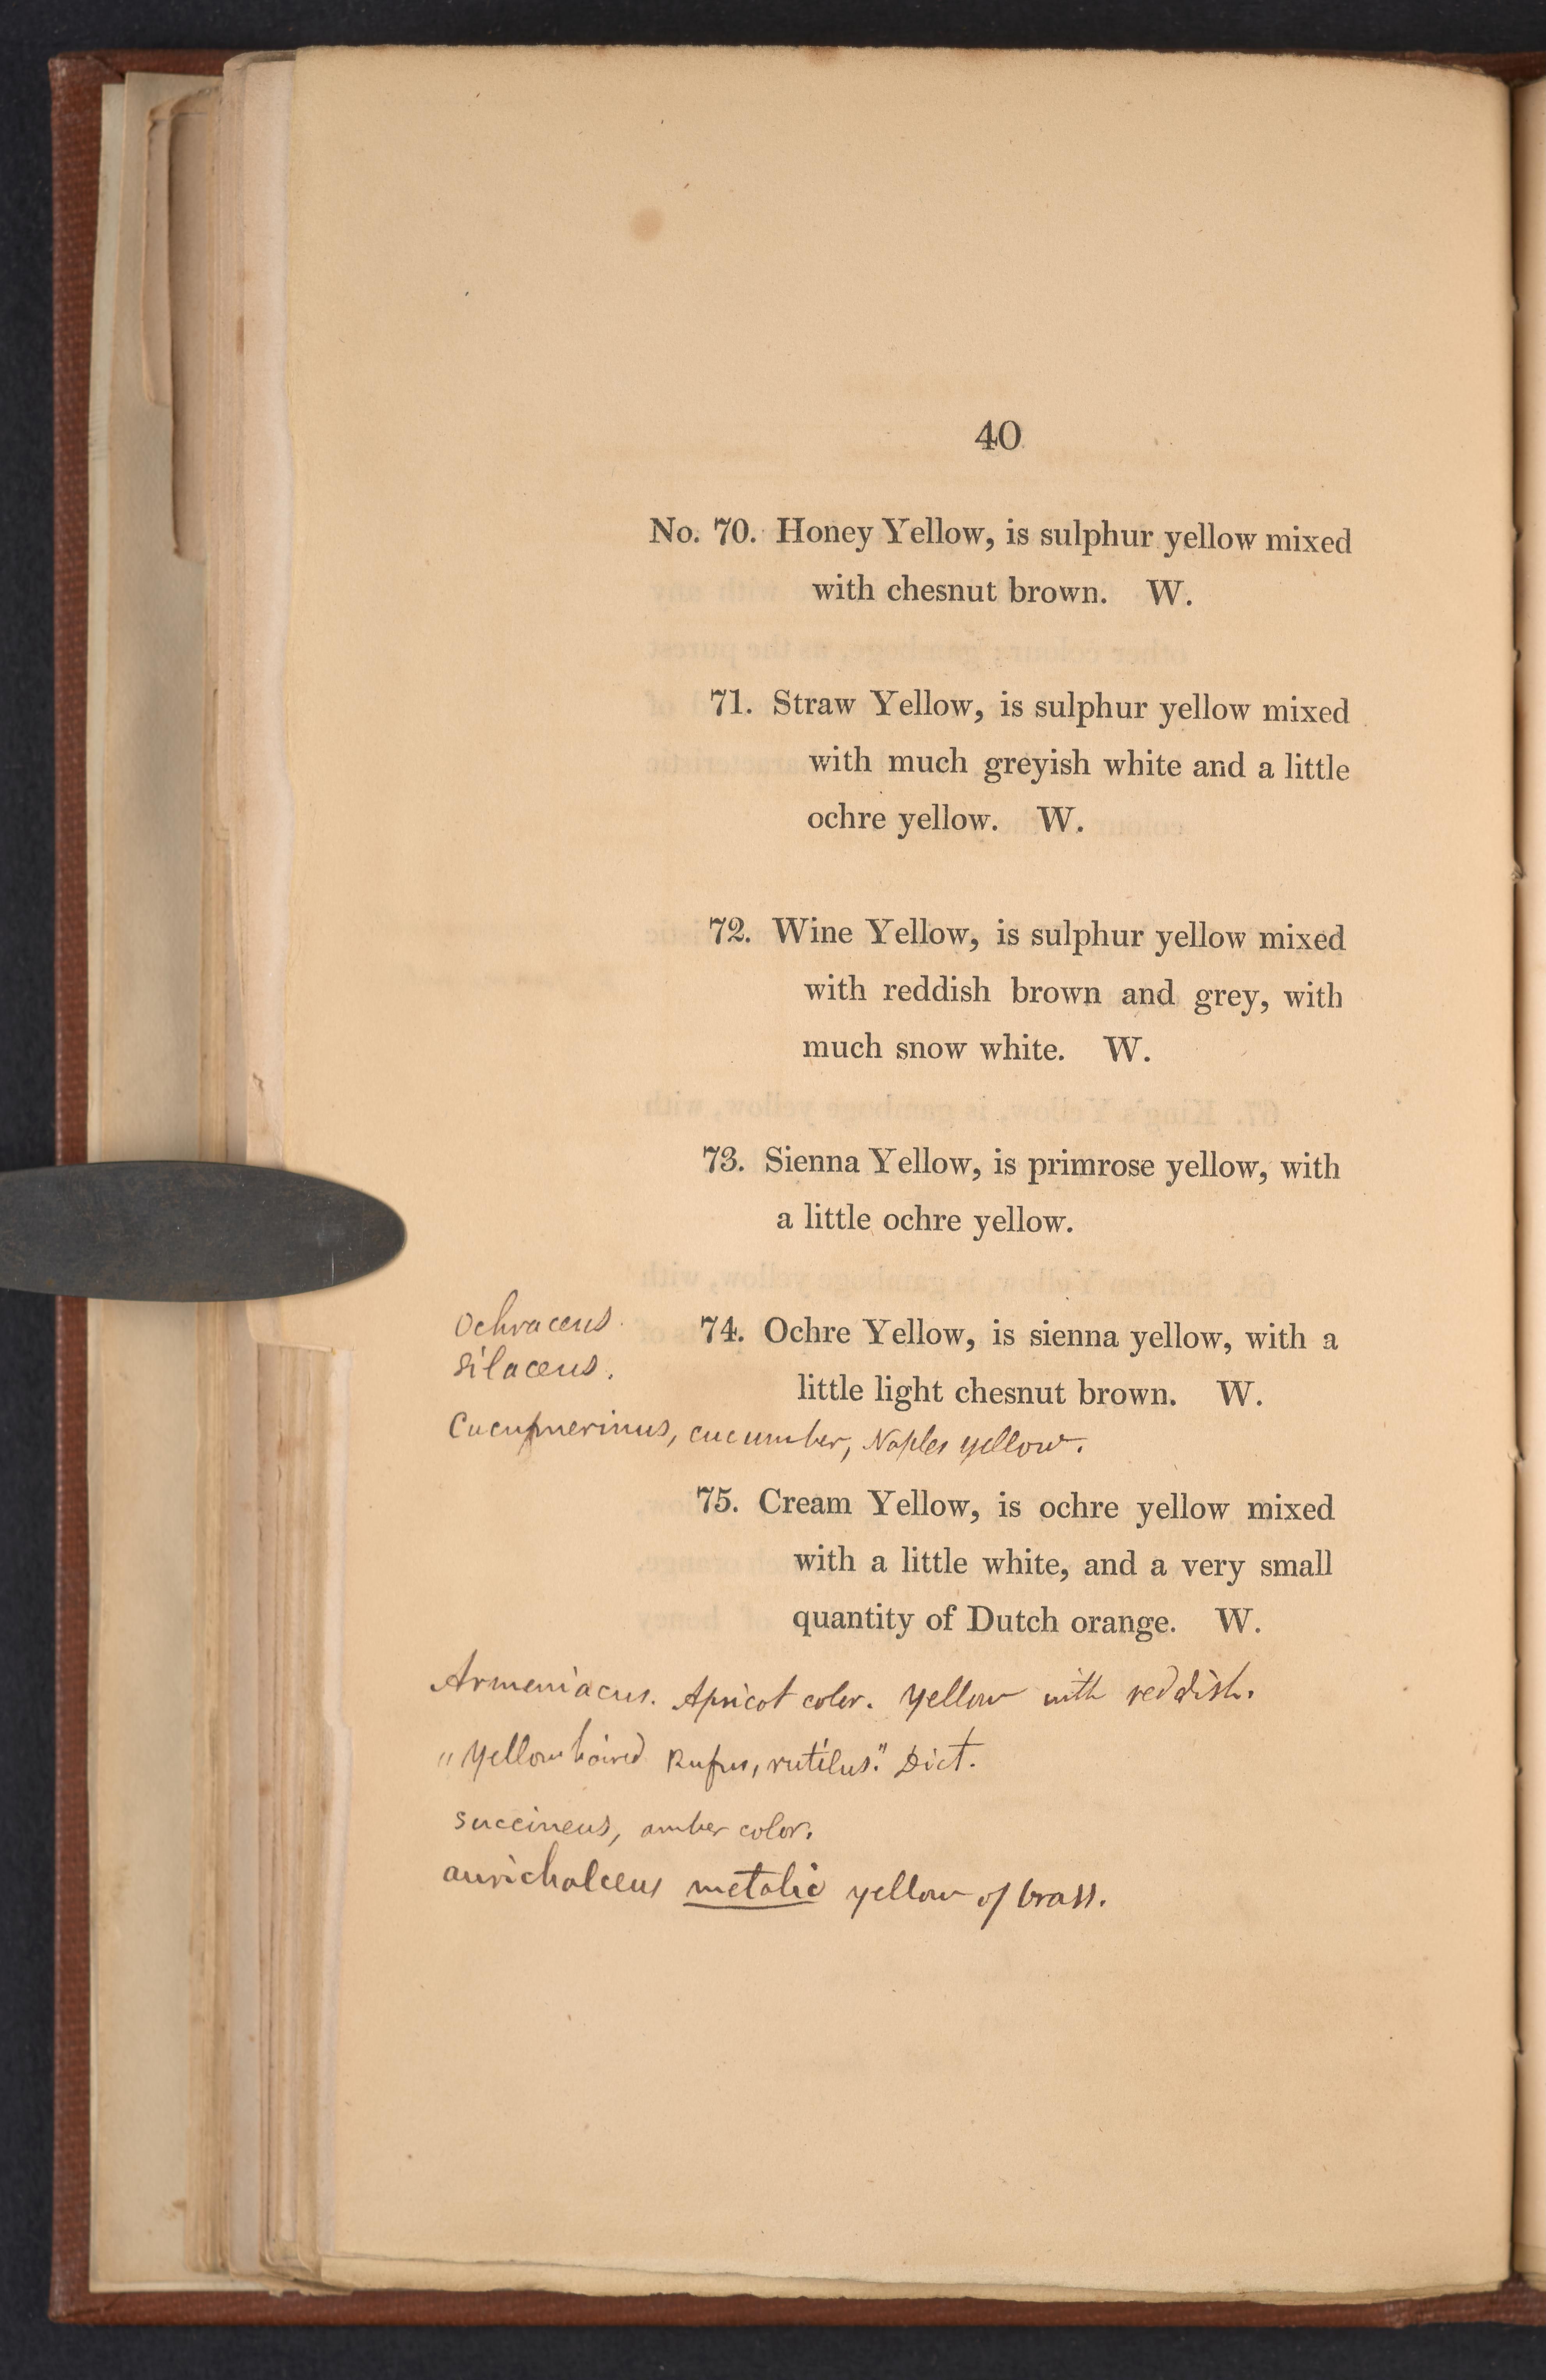 40
No. 70. Honey Yellow, is sulphur yellow mixed
with chesnut brown. W.
71. Straw Yellow, is sulphur yellow mixed
with much greyish white and a little
ochre yellow. W.
72. Wine Yellow, is sulphur yellow mixed
with reddish brown and grey, with
much snow white. W.
73. Sienna Yellow, is primrose yellow, with
a little ochre yellow.
Ochraceus.
Silaceus.
74. Ochre Yellow, is sienna yellow, with a
little light chesnut brown. W.
cucumber, Naples yellow.
75. Cream Yellow, is ochre yellow mixed
with a little white, and a very small
quantity of Dutch orange. W.
Armeniacus. Apricot color. Yellow with reddish.
"Yellow haired Rufus, rutilus." Dict.
Succineus, amber color.
aurichalceus metalic yellow of brass.